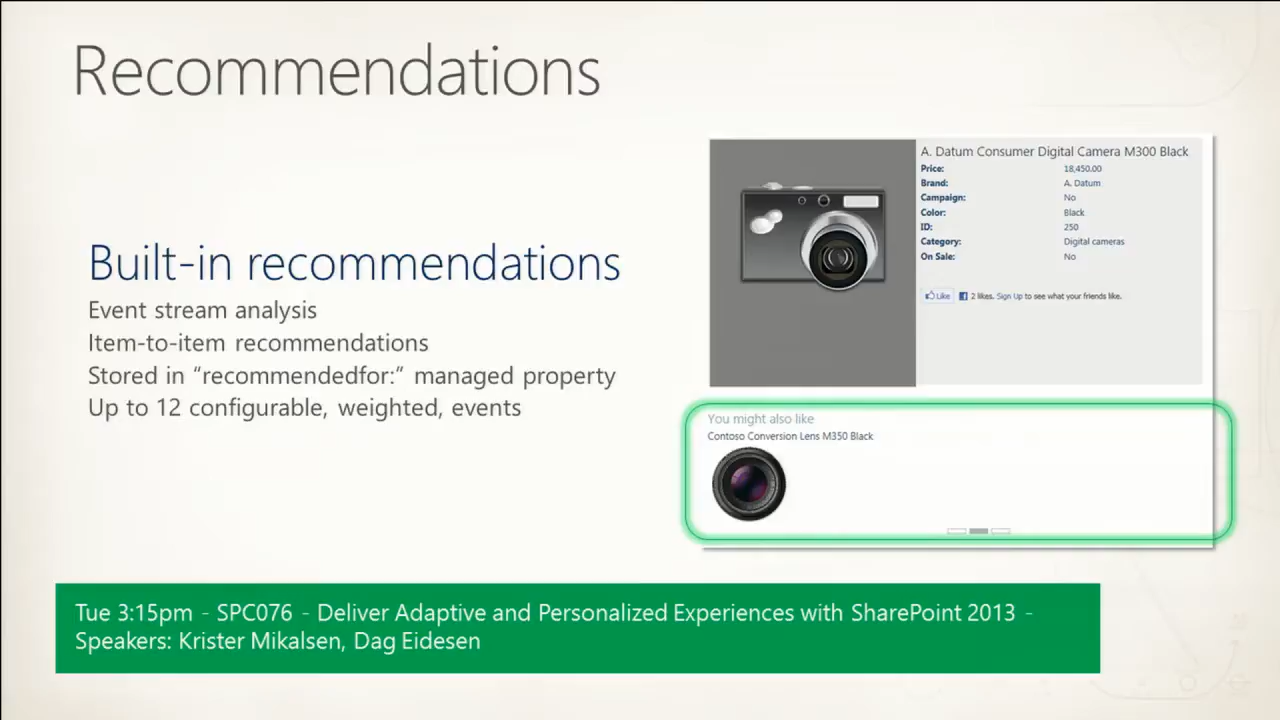 Recommendations
Built-in recommendations
Event stream analysis
Item-to-item recommendations
Stored in “recommendedfor:“ managed property
Up to 12 configurable, weighted, events
A. Datum Consumer Digital Camera M300 Black
Price: 18,450.00
Brand: A. Datum
Campaign: No
Color: Black
ID: 250
Category: Digital cameras
On Sale: No
Like 2 likes. Sign Up to see what your friends like.
You might also like
Contoso Conversion Lens M350 Black
Tue 3:15pm - SPC076 - Deliver Adaptive and Personalized Experiences with SharePoint 2013 -
Speakers: Krister Mikalsen, Dag Eidesen